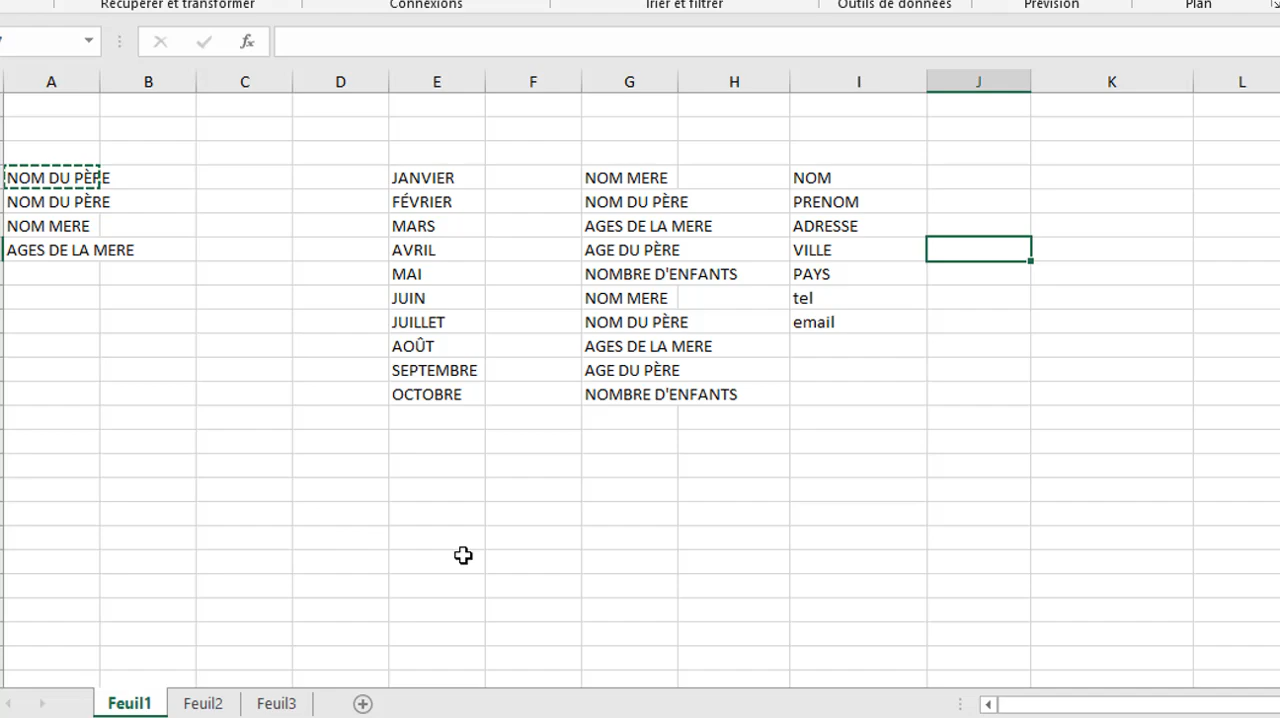 Récupérer et transformer Connexions Trier et filtrer Outils de données Prévision Plan
fx
A B C D E F G H I J K L
NOM DU PÈRE JANVIER NOM MERE NOM
NOM DU PÈRE FÉVRIER NOM DU PÈRE PRENOM
NOM MERE MARS AGES DE LA MERE ADRESSE
AGES DE LA MERE AVRIL AGE DU PÈRE VILLE
MAI NOMBRE D'ENFANTS PAYS
JUIN NOM MERE tel
JUILLET NOM DU PÈRE email
AOÛT AGES DE LA MERE
SEPTEMBRE AGE DU PÈRE
OCTOBRE NOMBRE D'ENFANTS
Feuil1 Feuil2 Feuil3